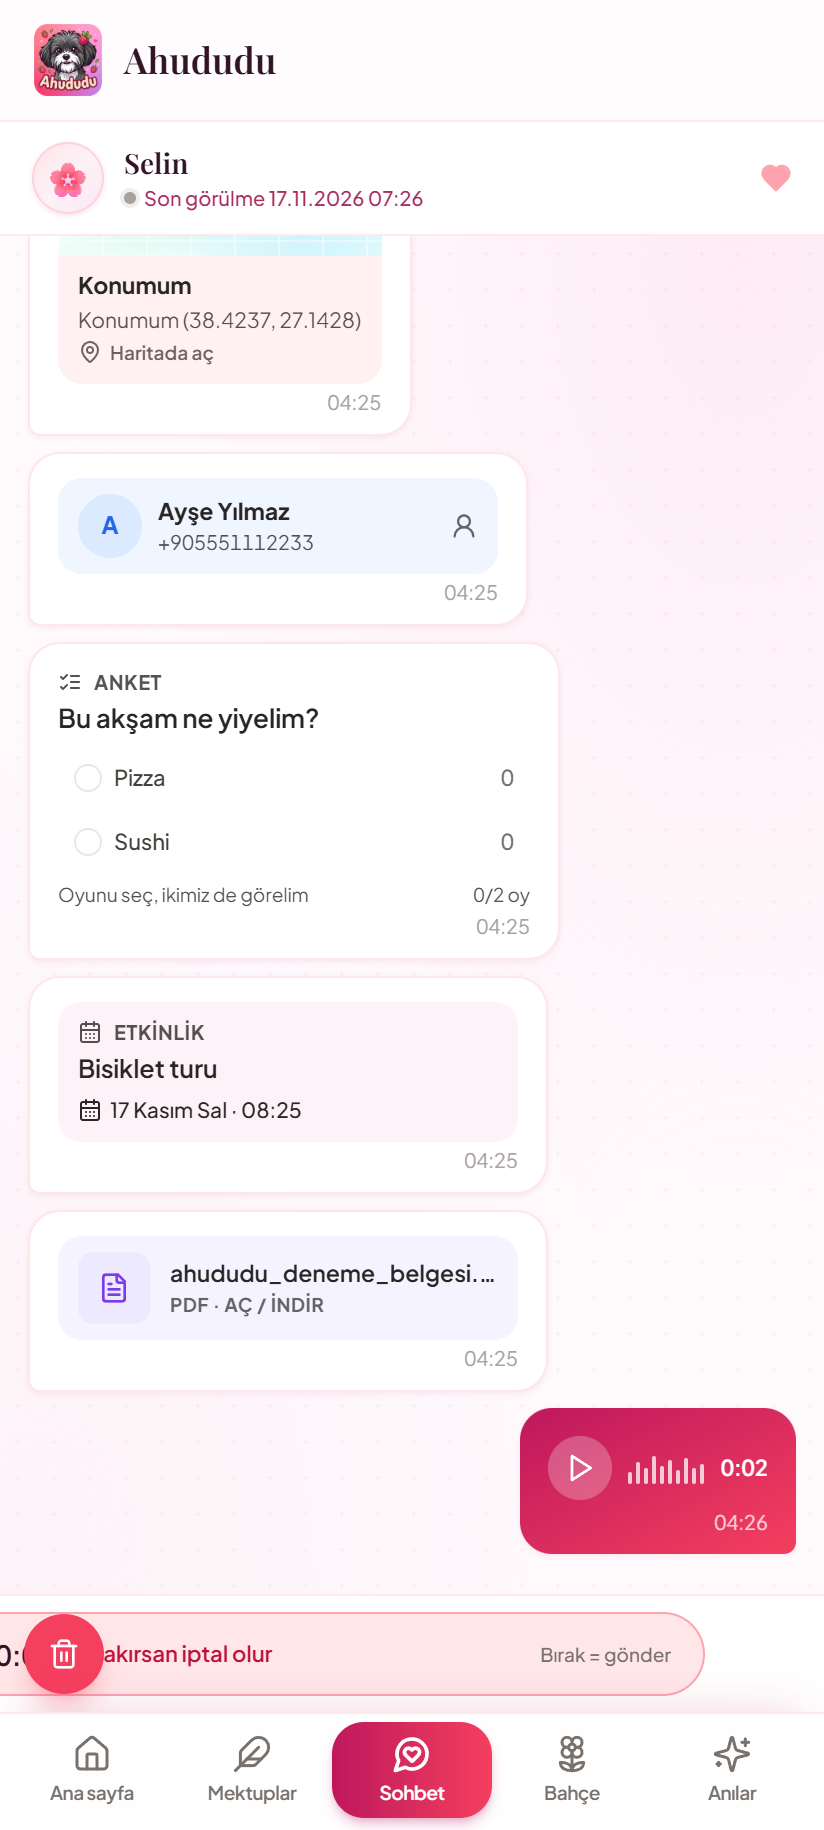 Ahududu
Ahududu
Selin
Son görülme 17.11.2026 07:26
Konumum
Konumum (38.4237, 27.1428)
Haritada aç
04:25
A
Ayşe Yılmaz
+905551112233
04:25
ANKET
Bu akşam ne yiyelim?
Pizza 0
Sushi 0
Oyunu seç, ikimiz de görelim 0/2 oy
04:25
ETKİNLİK
Bisiklet turu
17 Kasım Sal · 08:25
04:25
ahududu_deneme_belgesi....
PDF · AÇ / İNDİR
04:25
0:02
04:26
akırsan iptal olur Bırak = gönder
Ana sayfa Mektuplar Sohbet Bahçe Anılar